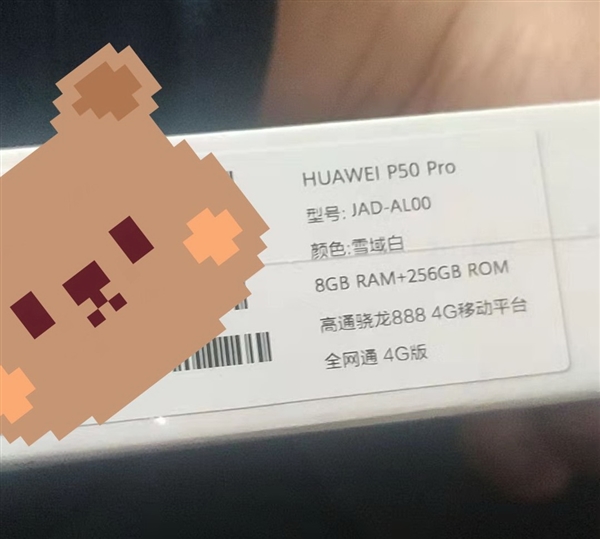 HUAWEI P50 Pro
型号: JAD-AL00
颜色:雪域白
8GB RAM+256GB ROM
高通骁龙888 4G移动平台
全网通 4G版